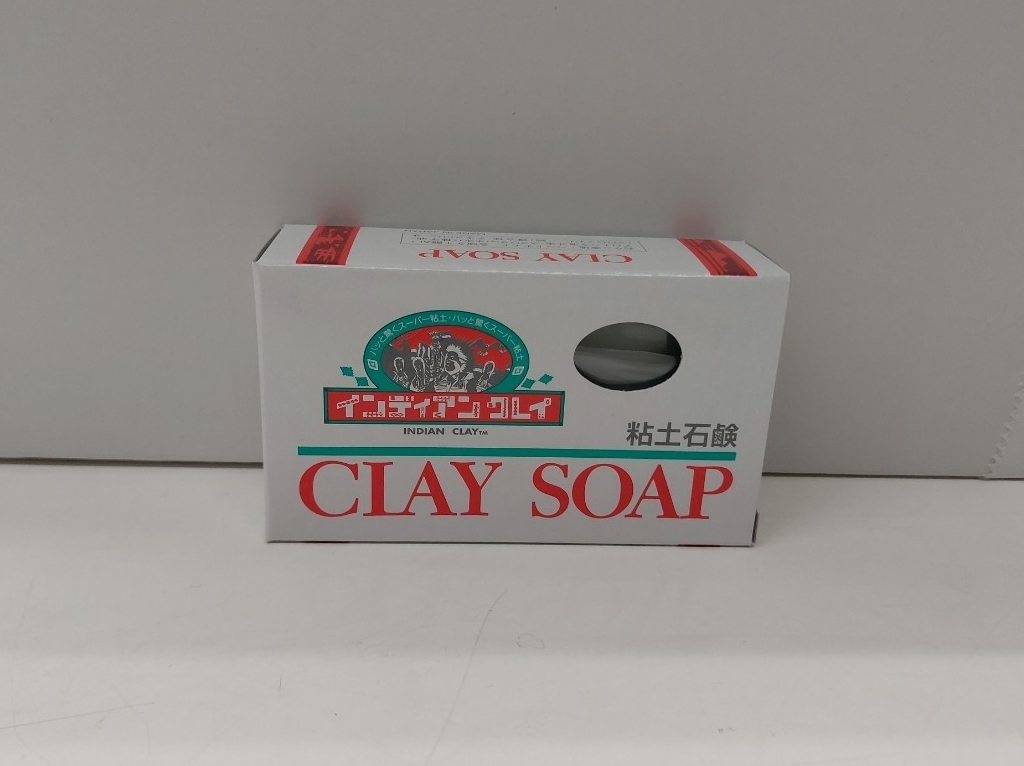 CLAY SOAP
ハッと驚くスーパー粘土・ハッと驚くスーパー粘土
インディアンクレイ
INDIAN CLAY™
粘土石鹸
CLAY SOAP